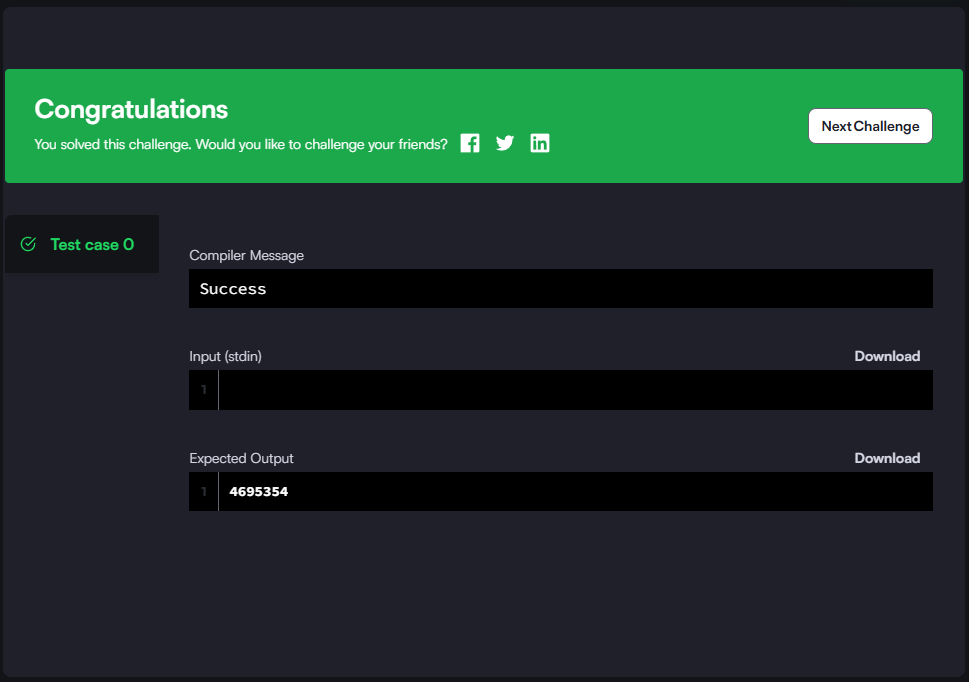 Congratulations
You solved this challenge. Would you like to challenge your friends?
Next Challenge
Test case 0
Compiler Message
Success
Input (stdin)
Download
1
Expected Output
Download
1
4695354